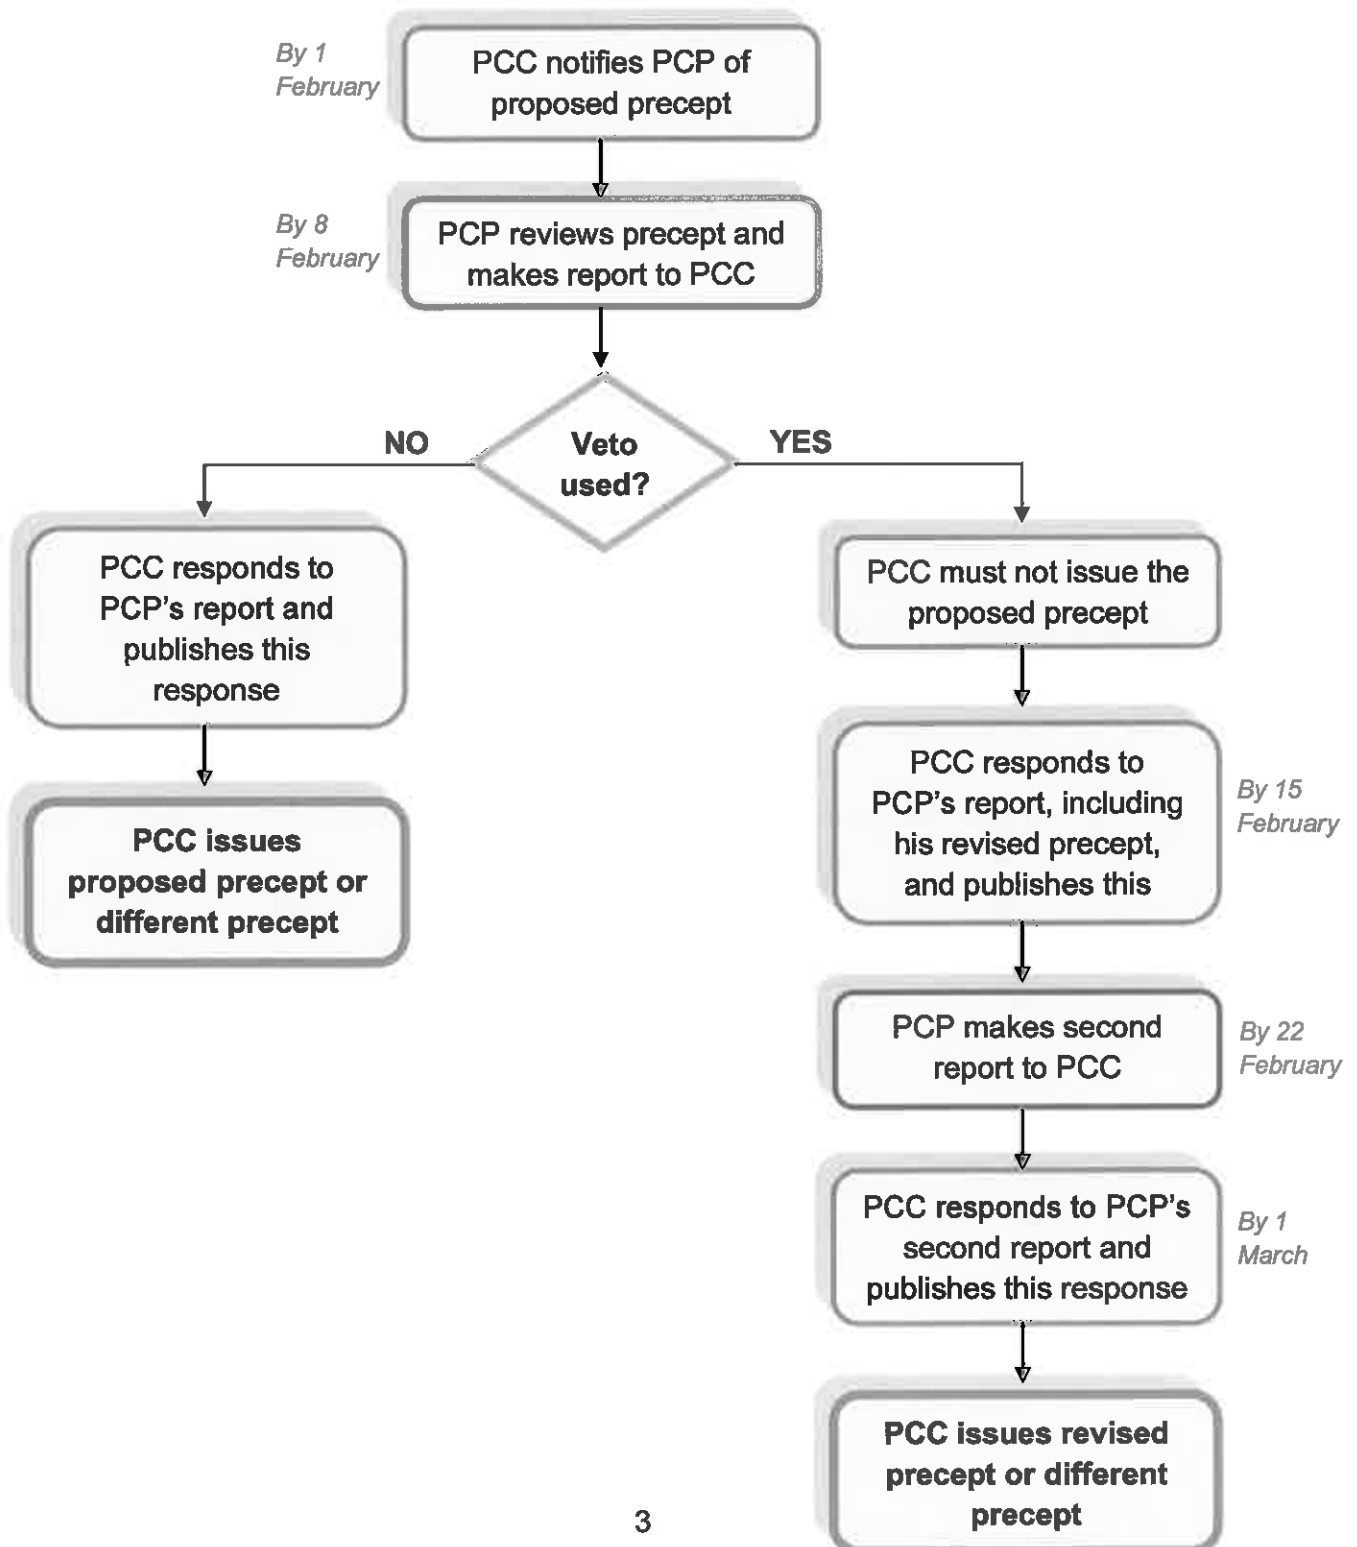 By 1
February
PCC notifies PCP of
proposed precept
By 8
February
PCP reviews precept and
makes report to PCC
NO
Veto
used?
YES
PCC responds to
PCP's report and
publishes this
response
PCC issues
proposed precept or
different precept
PCC must not issue the
proposed precept
PCC responds to
PCP's report, including
his revised precept,
and publishes this
By 15
February
PCP makes second
report to PCC
By 22
February
PCC responds to PCP's
second report and
publishes this response
By 1
March
PCC issues revised
precept or different
precept
3